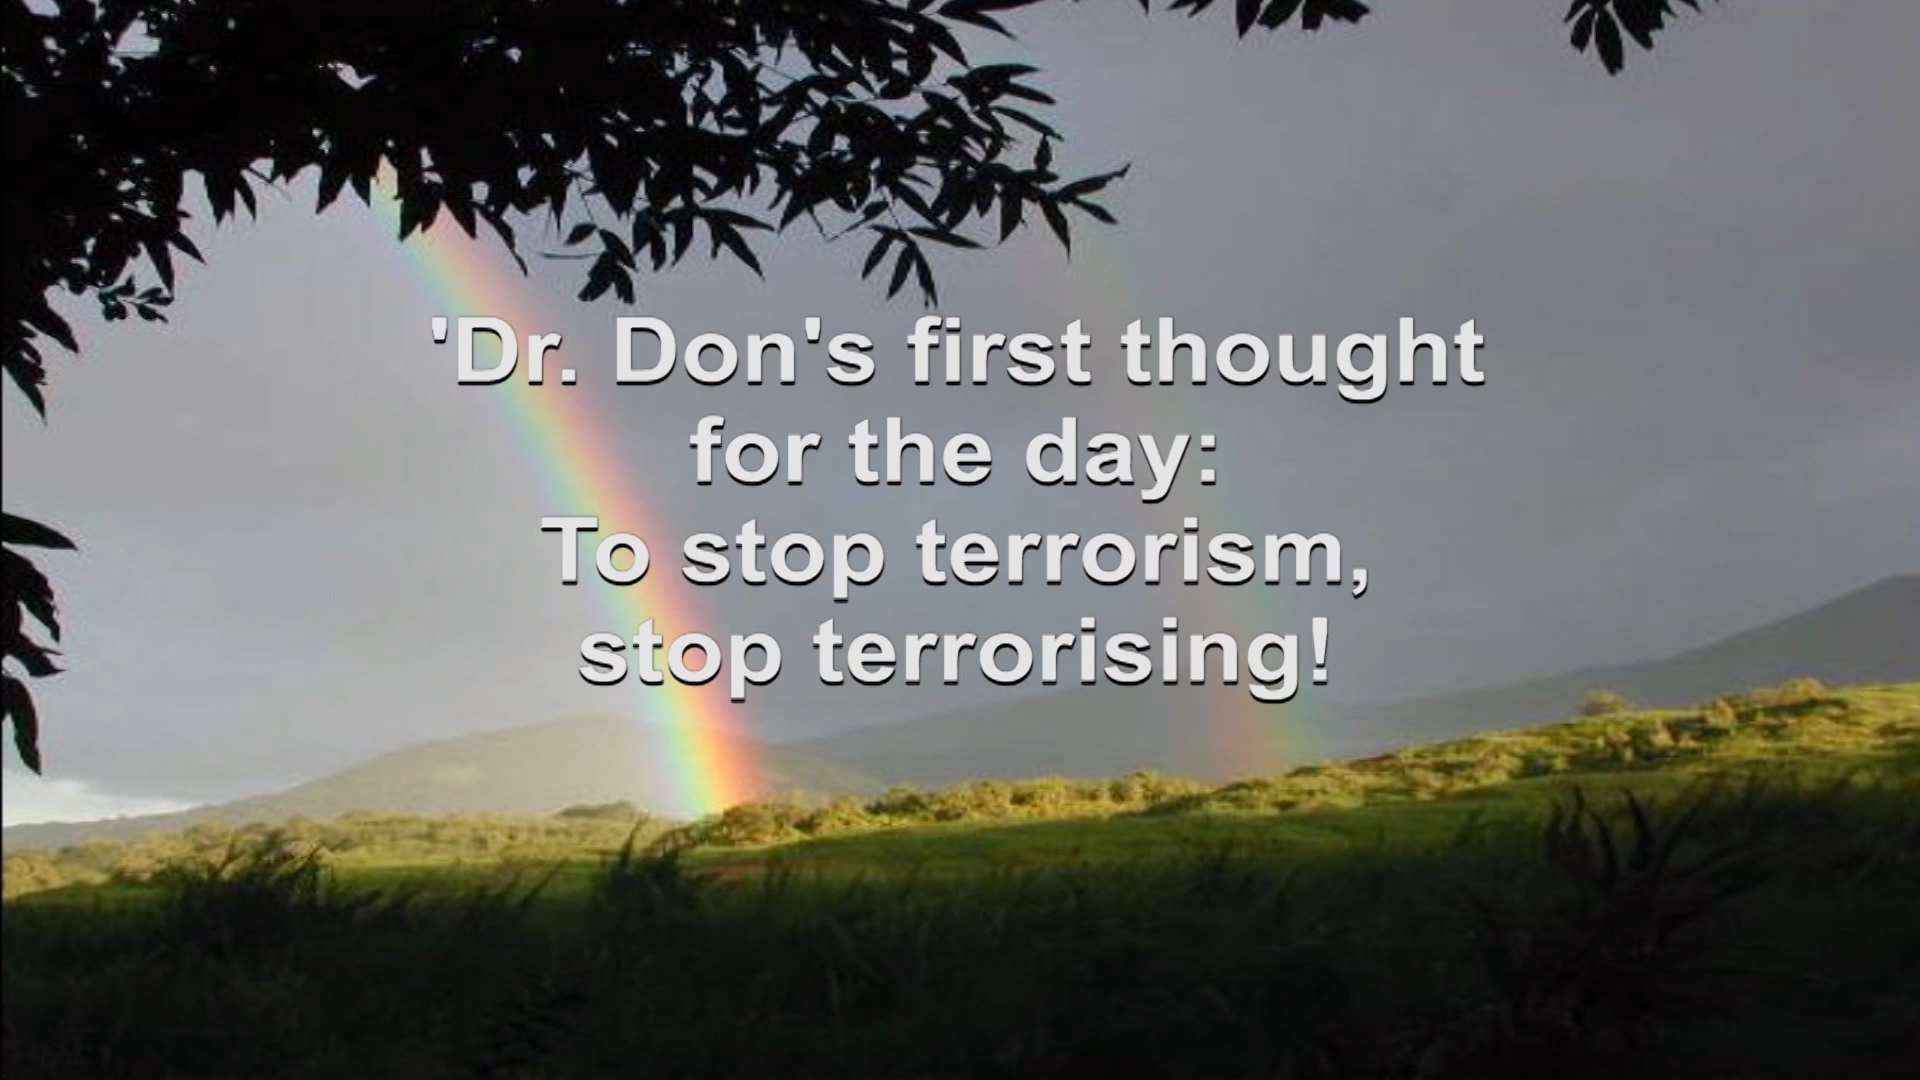 'Dr. Don's first thought
for the day:
To stop terrorism,
stop terrorising!